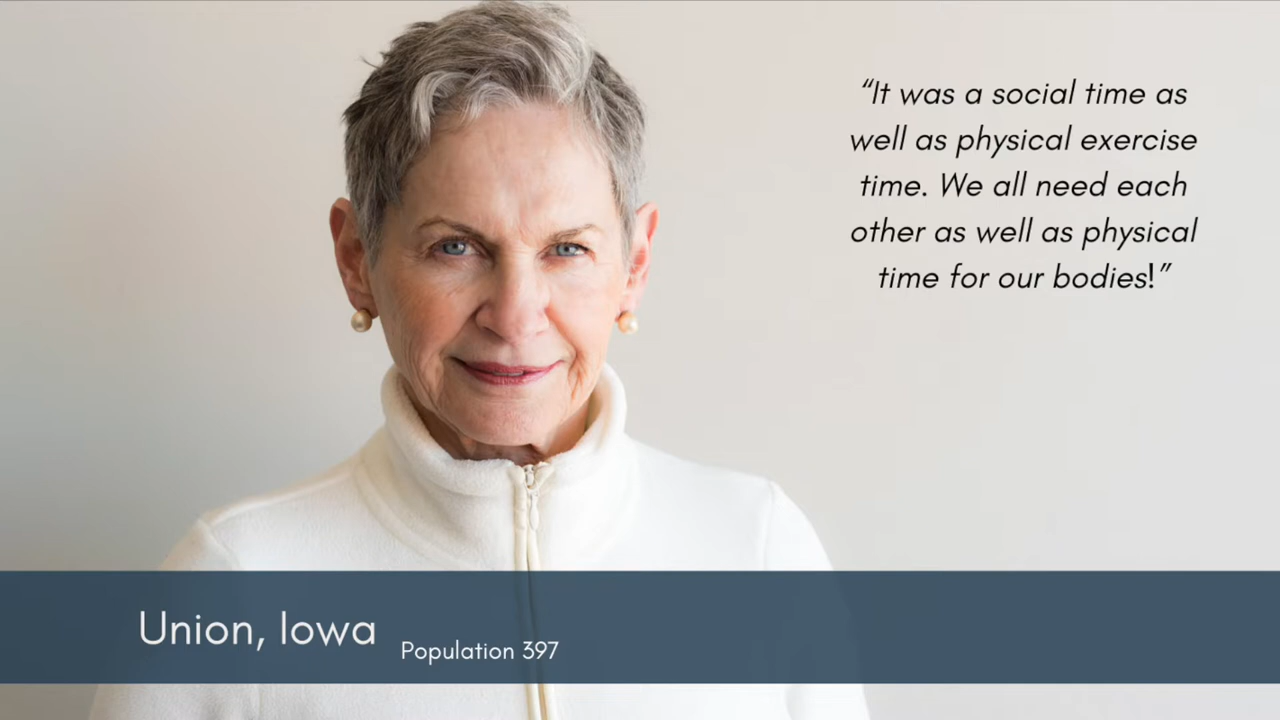 “It was a social time as
well as physical exercise
time. We all need each
other as well as physical
time for our bodies!”
Union, Iowa
Population 397